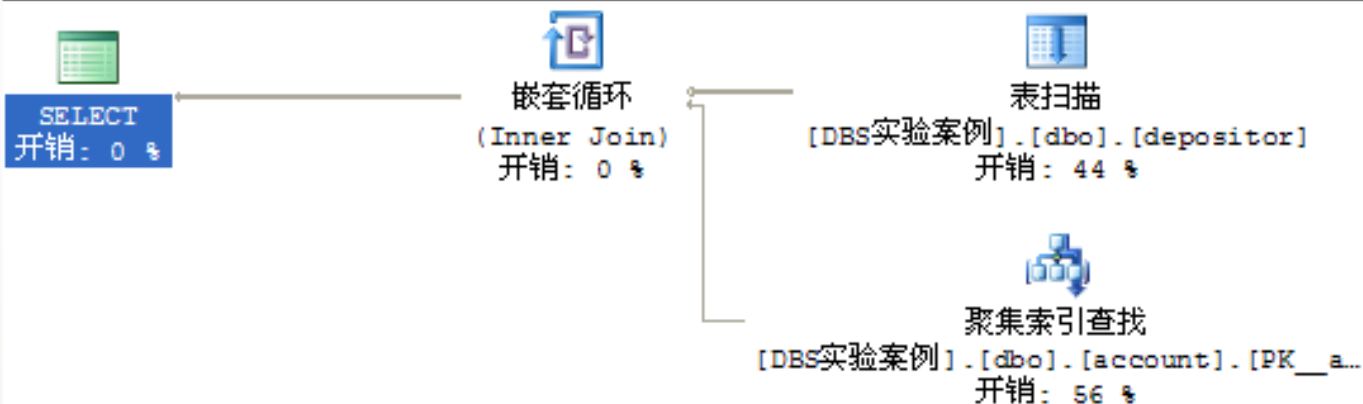 SELECT
开销: 0 %
嵌套循环
(Inner Join)
开销: 0 %
表扫描
[DBS实验案例].[dbo].[depositor]
开销: 44 %
聚集索引查找
[DBS实验案例].[dbo].[account].[PK__a…
开销: 56 %